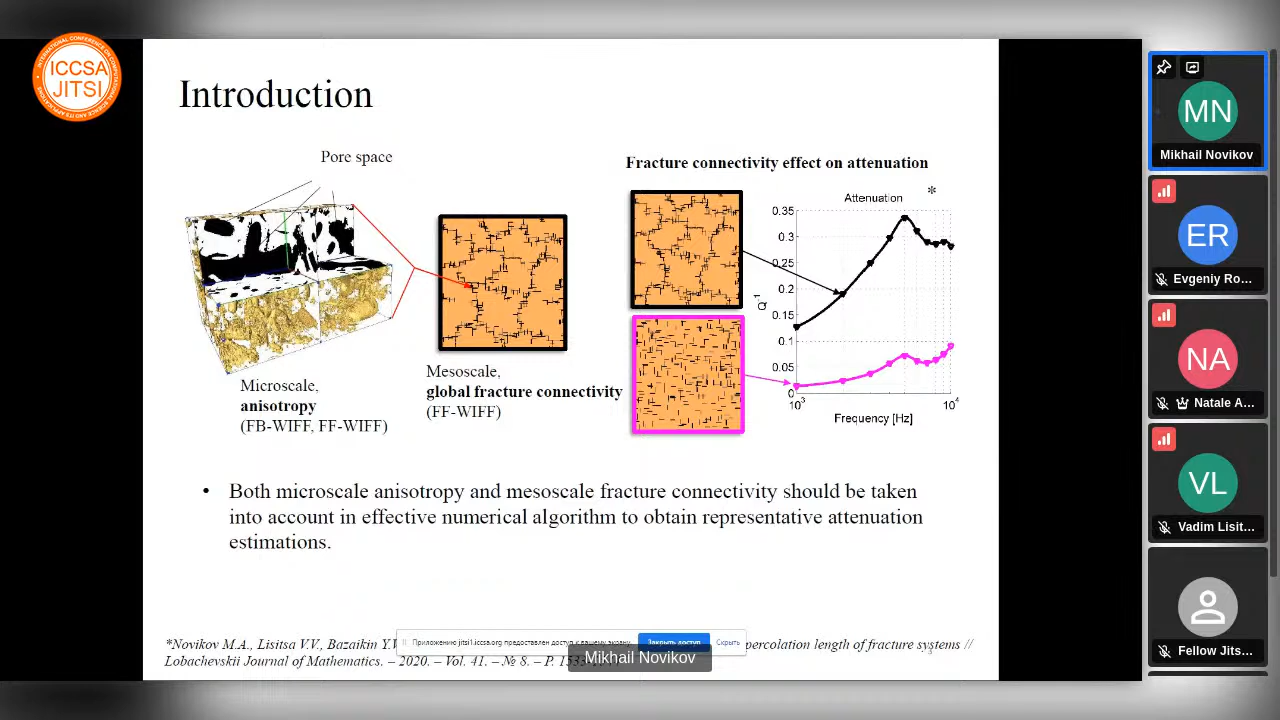 ICCSA
JITSI
Introduction
Pore space
Microscale,
anisotropy
(FB-WIFF, FF-WIFF)
Mesoscale,
global fracture connectivity
(FF-WIFF)
Fracture connectivity effect on attenuation
*
Attenuation
0.35
0.3
0.25
0.2
0.15
0.1
0.05
0
Q⁻¹
10³
10⁴
Frequency [Hz]
• Both microscale anisotropy and mesoscale fracture connectivity should be taken
into account in effective numerical algorithm to obtain representative attenuation
estimations.
*Novikov M.A., Lisitsa V.V., Bazaikin percolation length of fracture systems //
Lobachevskii Journal of Mathematics. – 2020. – Vol. 41. – № 8. – P.
3
Приложению jitsi1.iccsa.org предоставлен доступ к вашему экрану.
Закрыть доступ
Скрыть
Mikhail Novikov
MN
Mikhail Novikov
ER
Evgeniy Ro...
NA
Natale A...
VL
Vadim Lisit...
Fellow Jits...